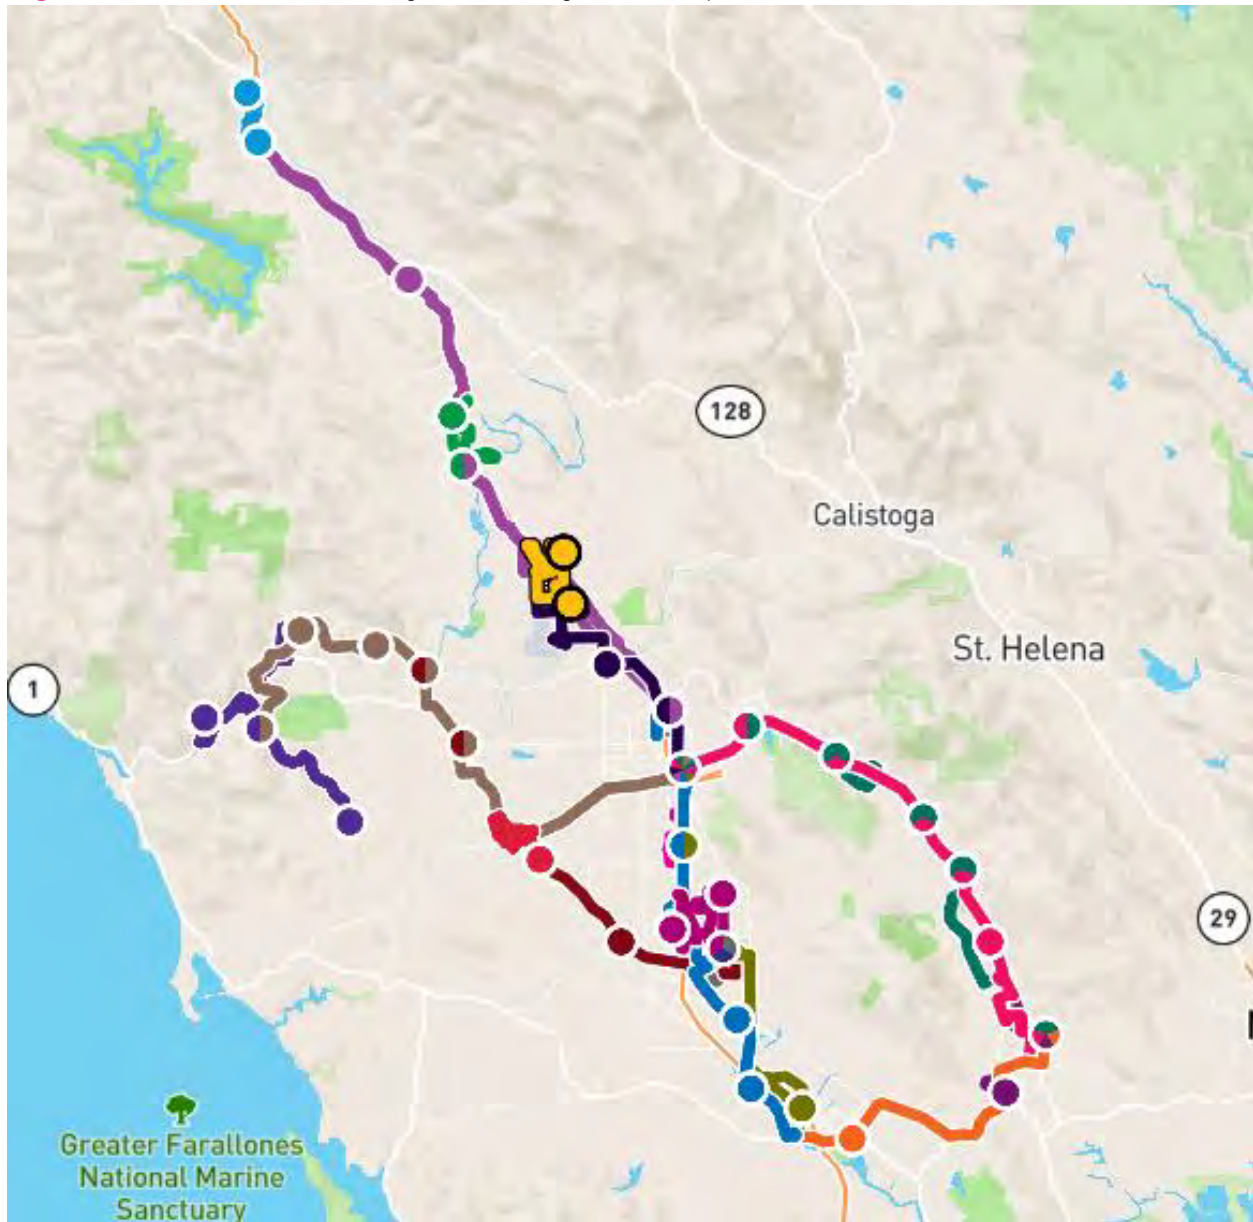 128
Calistoga
St. Helena
1
29
Greater Farallones
National Marine
Sanctuary